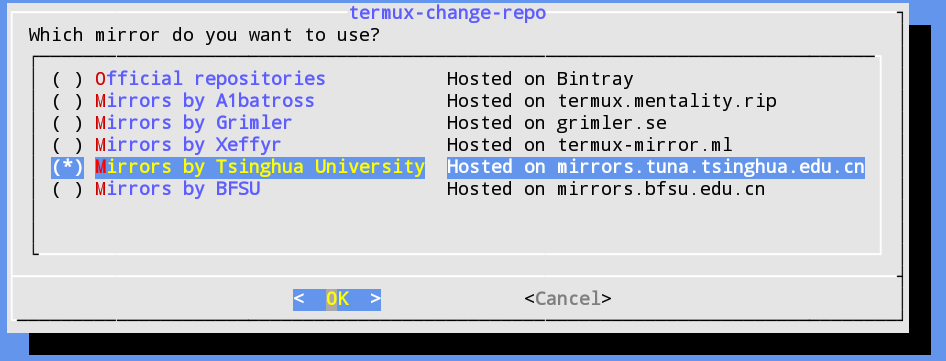 termux-change-repo
Which mirror do you want to use?
( ) Official repositories Hosted on Bintray
( ) Mirrors by A1batross Hosted on termux.mentality.rip
( ) Mirrors by Grimler Hosted on grimler.se
( ) Mirrors by Xeffyr Hosted on termux-mirror.ml
(*) Mirrors by Tsinghua University Hosted on mirrors.tuna.tsinghua.edu.cn
( ) Mirrors by BFSU Hosted on mirrors.bfsu.edu.cn
< OK > <Cancel>